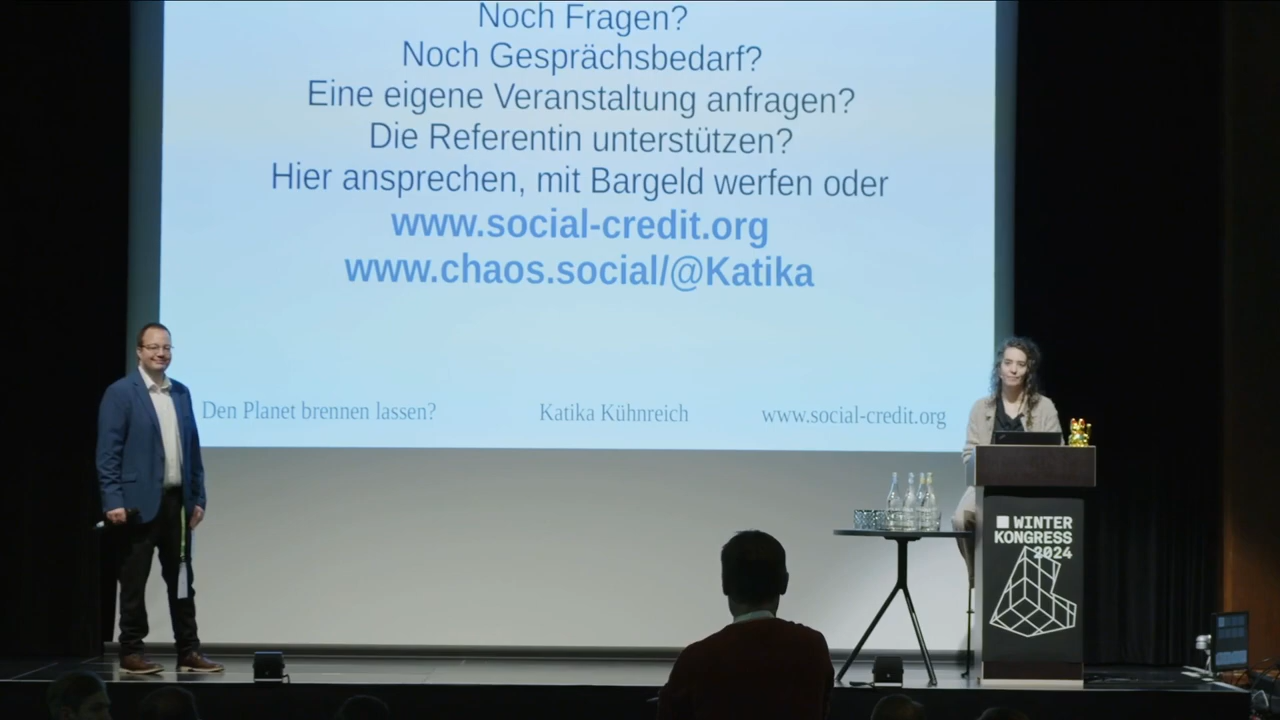 Noch Fragen?
Noch Gesprächsbedarf?
Eine eigene Veranstaltung anfragen?
Die Referentin unterstützen?
Hier ansprechen, mit Bargeld werfen oder
www.social-credit.org
www.chaos.social/@Katika
Den Planet brennen lassen?
Katika Kühnreich
www.social-credit.org
WINTER
KONGRESS
2024